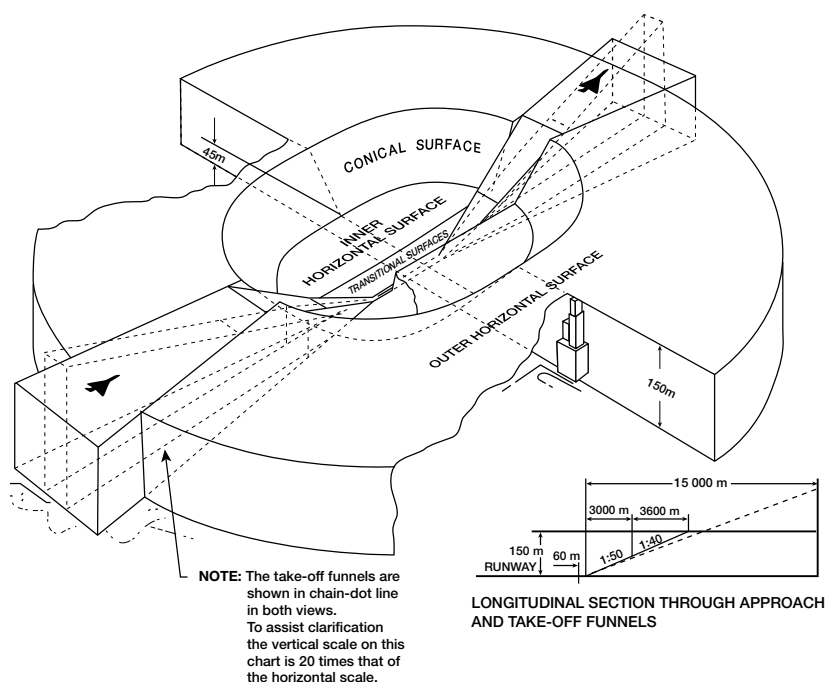 45m
CONICAL SURFACE
INNER
HORIZONTAL SURFACE
TRANSITIONAL SURFACES
OUTER HORIZONTAL SURFACE
150m
NOTE: The take-off funnels are
shown in chain-dot line
in both views.
To assist clarification
the vertical scale on this
chart is 20 times that of
the horizontal scale.
15 000 m
3000 m
3600 m
150 m
60 m
RUNWAY
1:50
1:40
LONGITUDINAL SECTION THROUGH APPROACH
AND TAKE-OFF FUNNELS